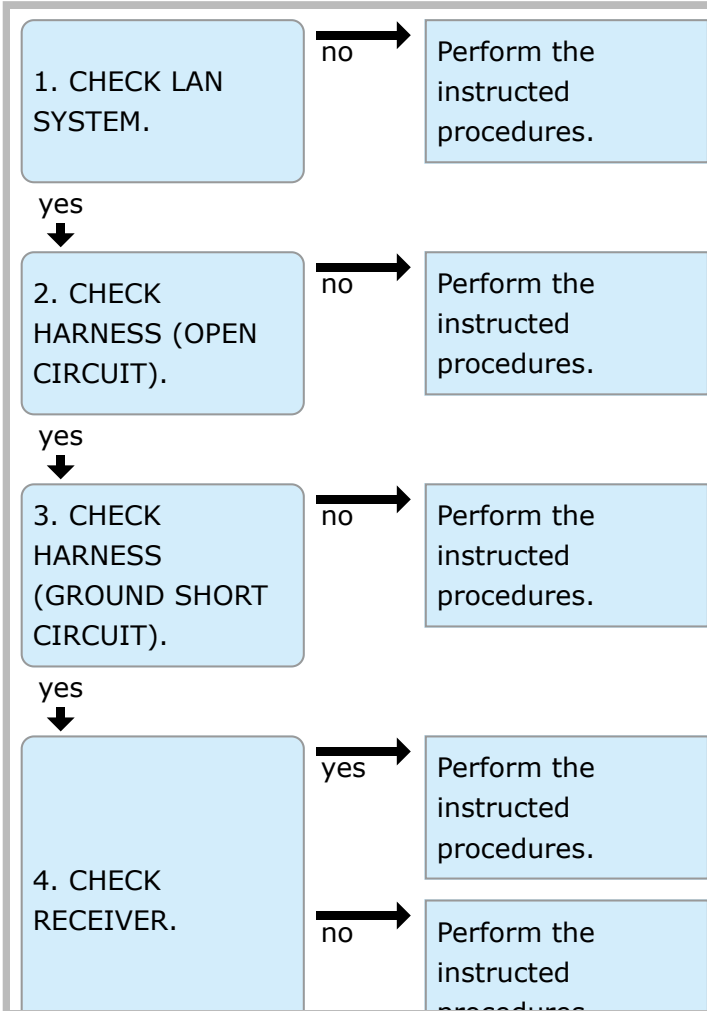 1. CHECK LAN
SYSTEM.
no
Perform the
instructed
procedures.
yes
2. CHECK
HARNESS (OPEN
CIRCUIT).
no
Perform the
instructed
procedures.
yes
3. CHECK
HARNESS
(GROUND SHORT
CIRCUIT).
no
Perform the
instructed
procedures.
yes
4. CHECK
RECEIVER.
yes
Perform the
instructed
procedures.
no
Perform the
instructed
procedures